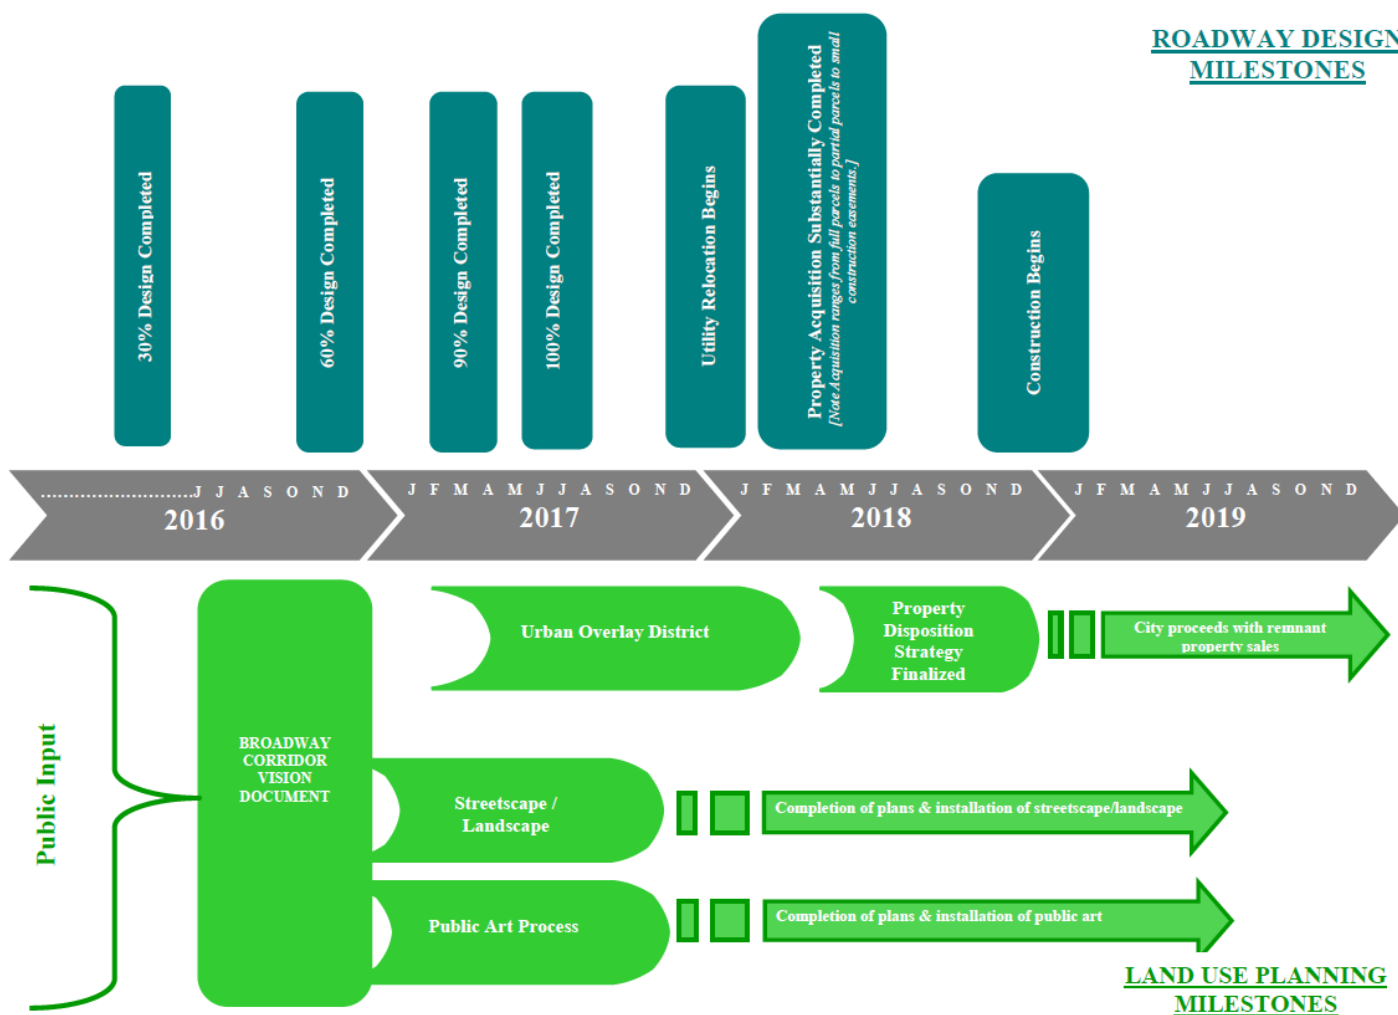 ROADWAY DESIGN
MILESTONES
30% Design Completed
60% Design Completed
90% Design Completed
100% Design Completed
Utility Relocation Begins
Property Acquisition Substantially Completed
[Note Acquisition ranges from full parcels to partial parcels to small
construction easements.]
Construction Begins
............................J J A S O N D
2016
J F M A M J J A S O N D
2017
J F M A M J J A S O N D
2018
J F M A M J J A S O N D
2019
Public Input
BROADWAY
CORRIDOR
VISION
DOCUMENT
Urban Overlay District
Property
Disposition
Strategy
Finalized
City proceeds with remnant
property sales
Streetscape /
Landscape
Completion of plans & installation of streetscape/landscape
Public Art Process
Completion of plans & installation of public art
LAND USE PLANNING
MILESTONES